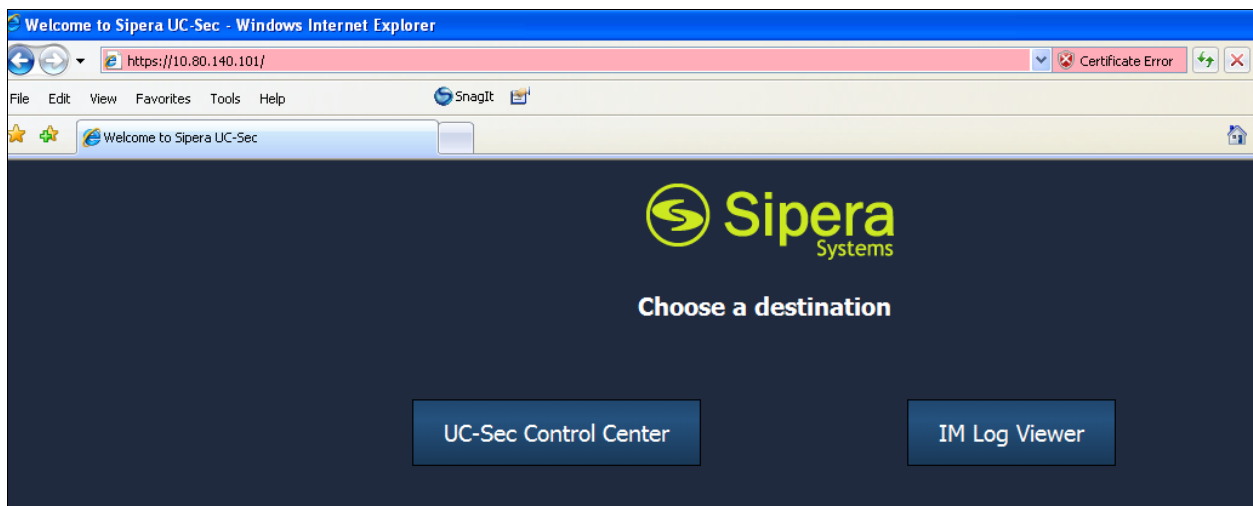 Welcome to Sipera UC-Sec - Windows Internet Explorer
https://10.80.140.101/ Certificate Error
File Edit View Favorites Tools Help SnagIt
Welcome to Sipera UC-Sec
Sipera
Systems
Choose a destination
UC-Sec Control Center IM Log Viewer